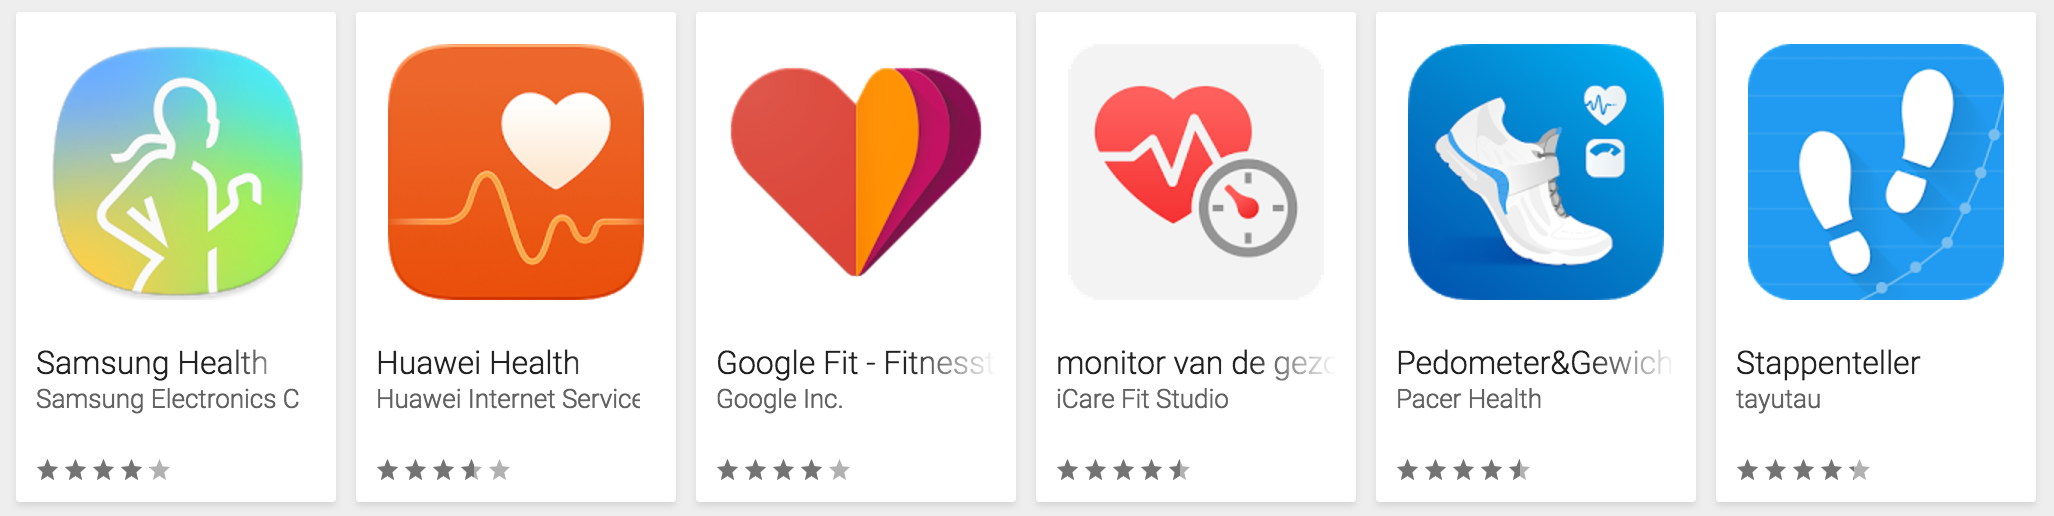 Samsung Health
Samsung Electronics C
Huawei Health
Huawei Internet Service
Google Fit - Fitnesst
Google Inc.
monitor van de gezo
iCare Fit Studio
Pedometer&Gewich
Pacer Health
Stappenteller
tayutau